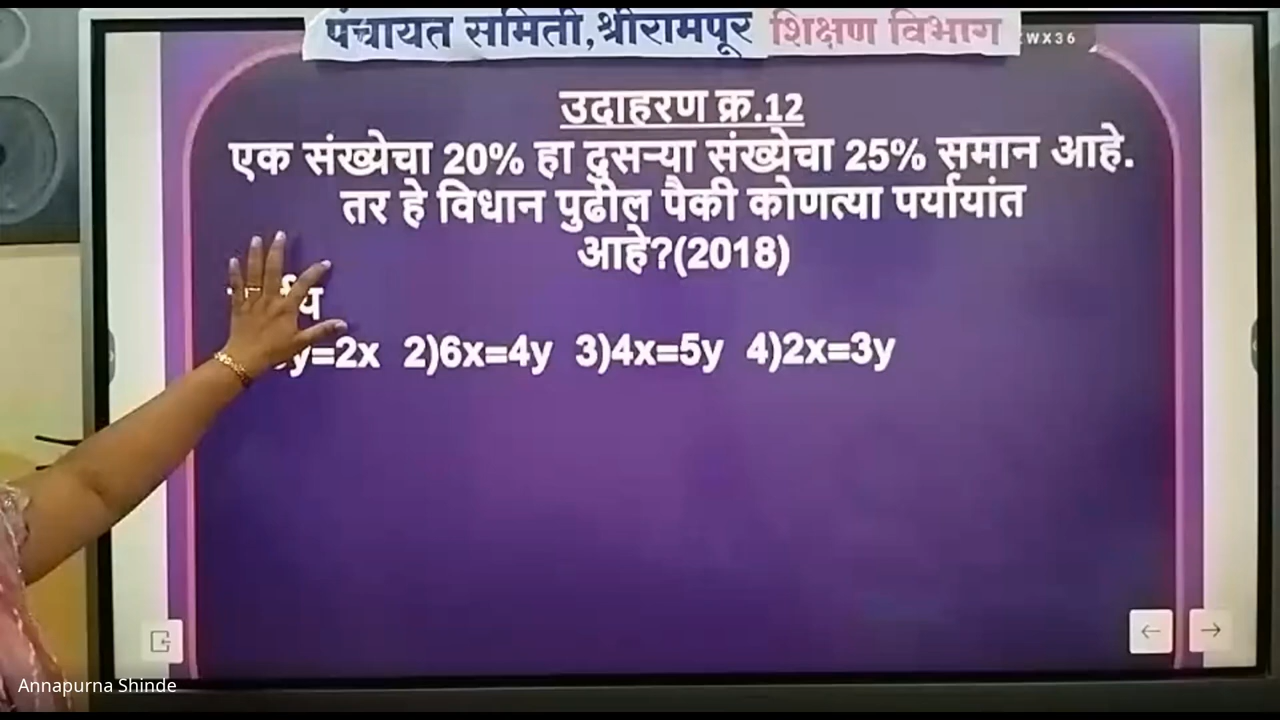 पंचायत समिती,श्रीरामपूर शिक्षण विभाग
WX36
उदाहरण क्र.12
एक संख्येचा 20% हा दुसऱ्या संख्येचा 25% समान आहे.
तर हे विधान पुढील पैकी कोणत्या पर्यायांत
आहे?(2018)
y=2x 2)6x=4y 3)4x=5y 4)2x=3y
Annapurna Shinde